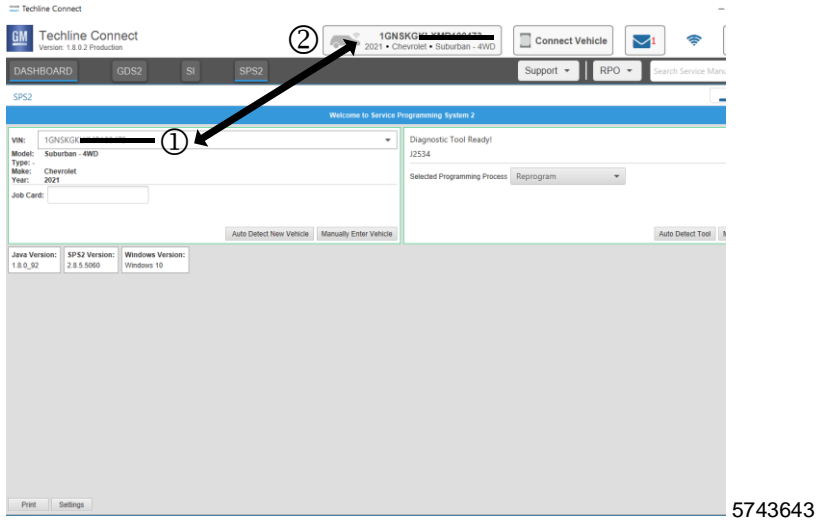 Techline Connect
GM
Techline Connect
Version: 1.8.0.2 Production
②
2021 • Chevrolet • Suburban - 4WD
Connect Vehicle
1
DASHBOARD
GDS2
SI
SPS2
Support
RPO
Search Service Manu
SPS2
Welcome to Service Programming System 2
VIN:
1GNSKGK
①
Model: Suburban - 4WD
Type: -
Make: Chevrolet
Year: 2021
Job Card:
Auto Detect New Vehicle
Manually Enter Vehicle
Diagnostic Tool Ready!
J2534
Selected Programming Process
Reprogram
Auto Detect Tool
Java Version:
1.8.0_92
SPS2 Version:
2.8.5.5060
Windows Version:
Windows 10
Print
Settings
5743643